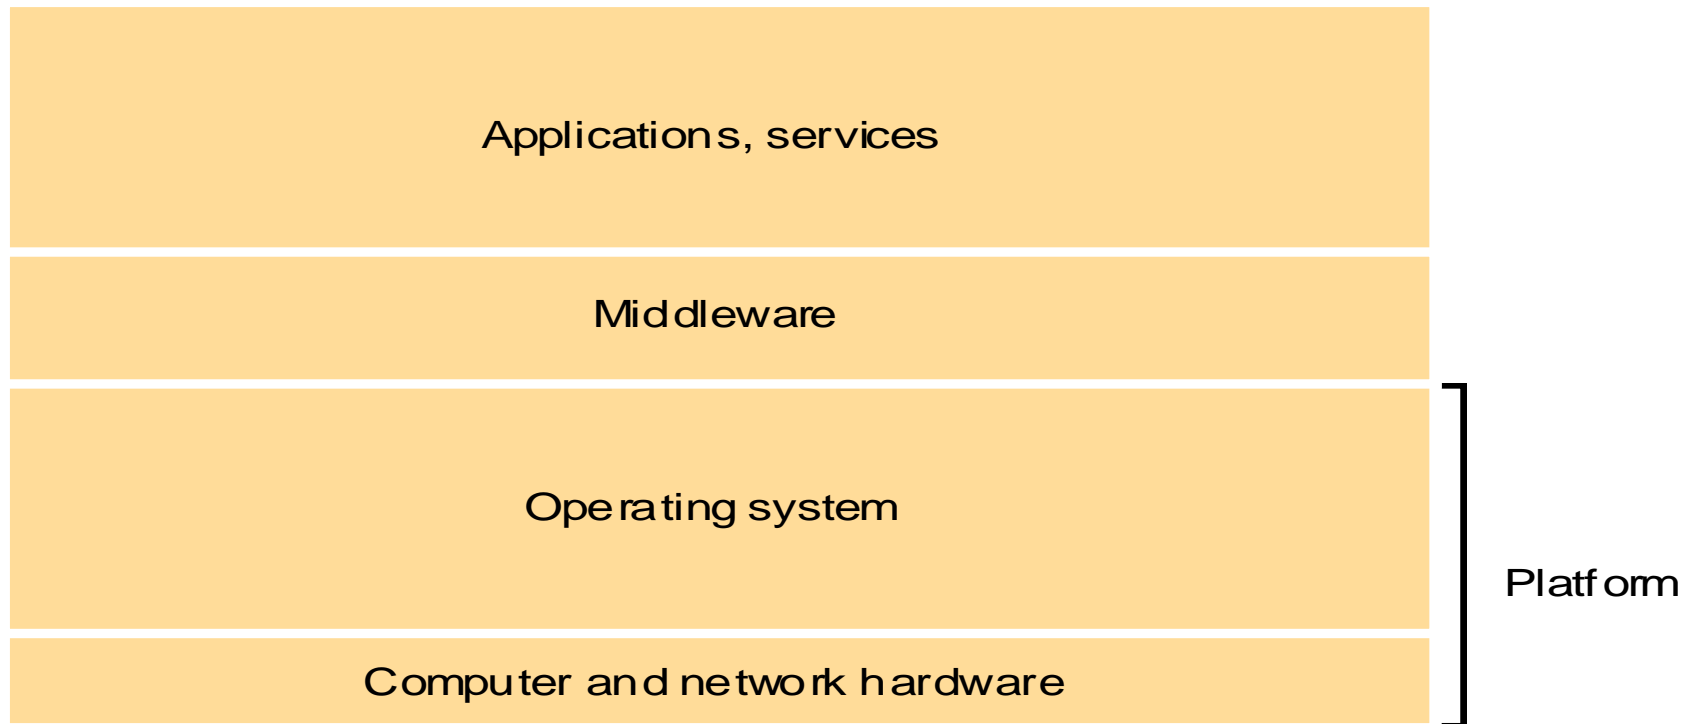 Applications, services
Middleware
Operating system
Platform
Computer and network hardware